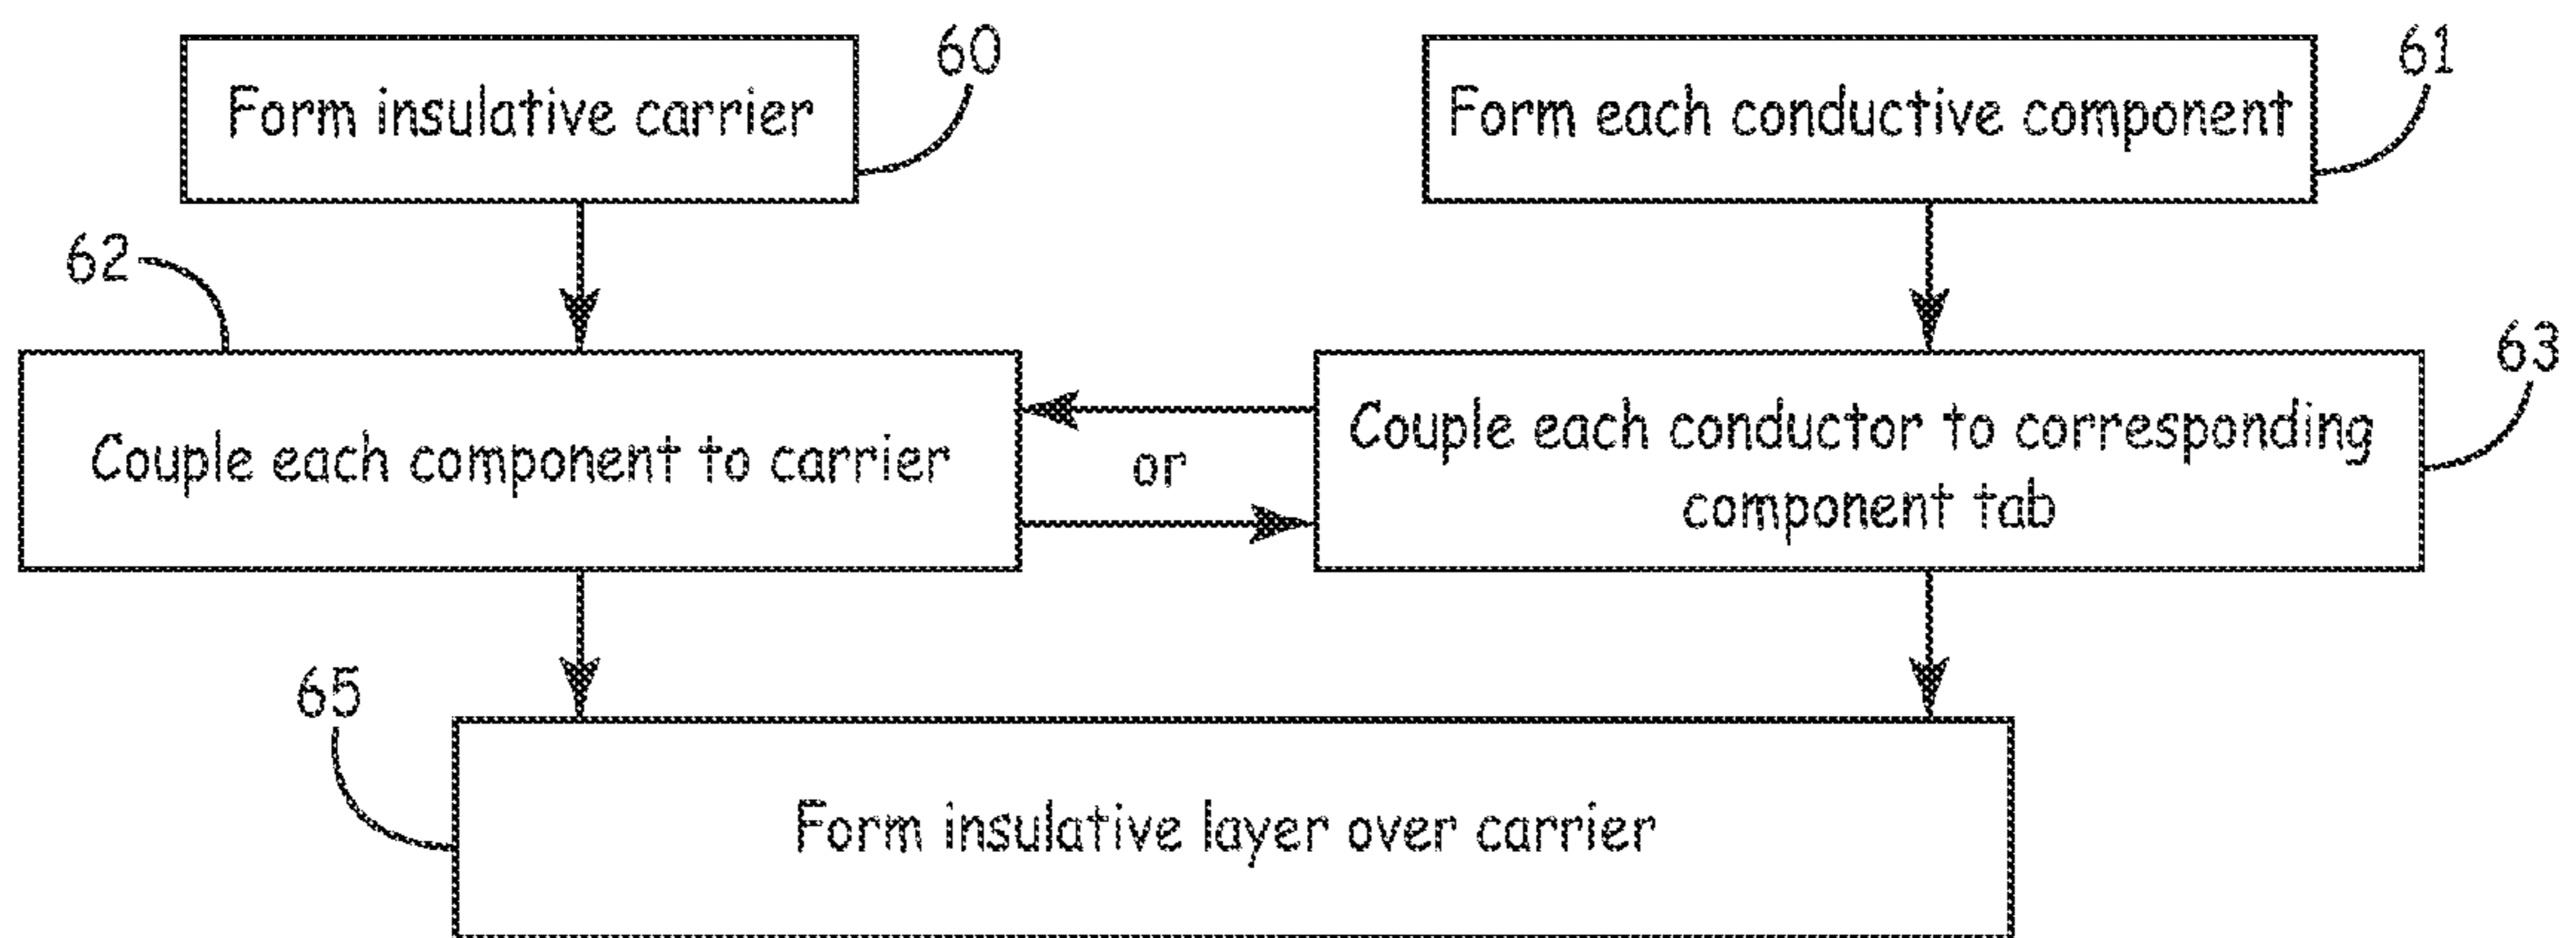 60
61
Form insulative carrier
Form each conductive component
62
63
Couple each component to carrier
or
Couple each conductor to corresponding
component tab
65
Form insulative layer over carrier